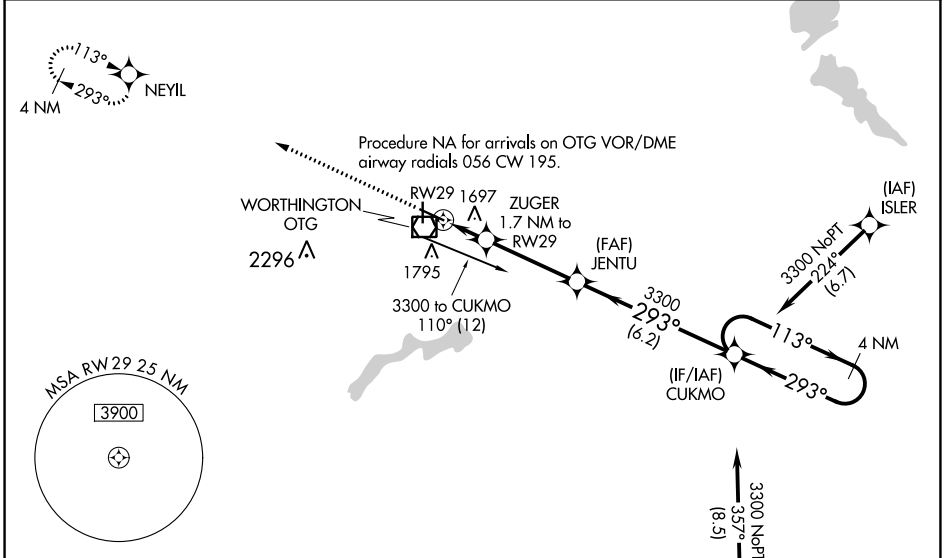 113°
293°
4 NM
NEYIL
Procedure NA for arrivals on OTG VOR/DME
airway radials 056 CW 195.
WORTHINGTON
OTG
RW29
1697
ZUGER
1.7 NM to
RW29
2296
1795
3300 to CUKMO
110° (12)
(FAF)
JENTU
(IAF)
ISLER
3300 NoPT
224°
(6.7)
3300
293°
(6.2)
113°
4 NM
293°
(IF/IAF)
CUKMO
MSA RW29 25 NM
3900
3300 NoPT
357°
(8.5)